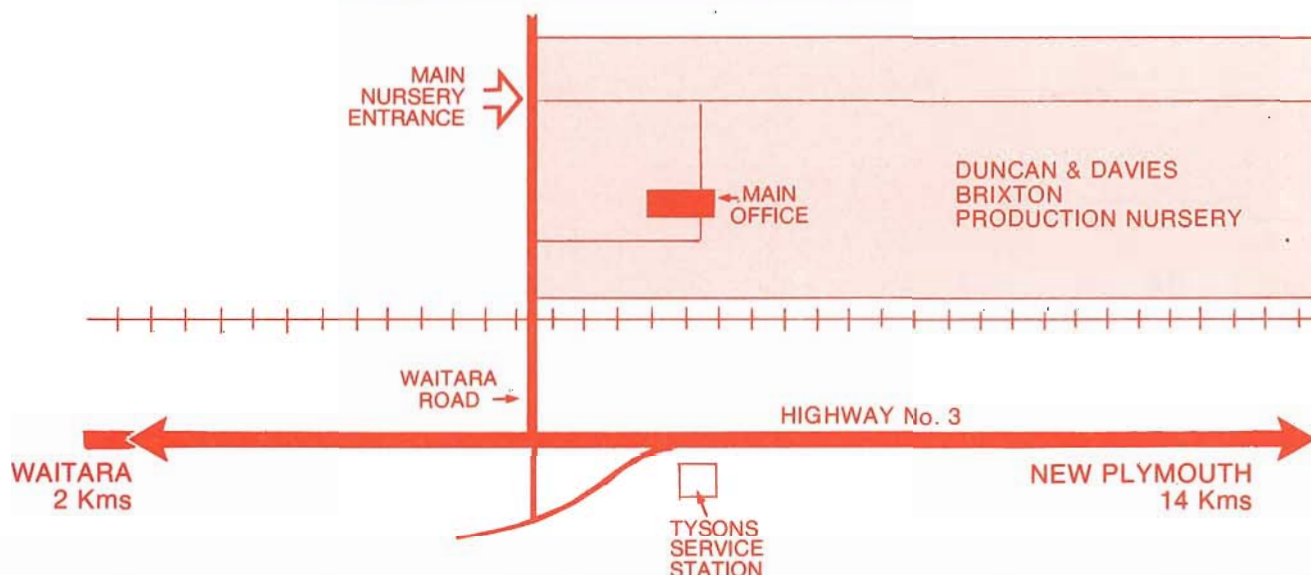 MAIN
NURSERY
ENTRANCE
DUNCAN & DAVIES
BRIXTON
PRODUCTION NURSERY
MAIN
OFFICE
WAITARA
ROAD
HIGHWAY No. 3
WAITARA
2 Kms
NEW PLYMOUTH
14 Kms
TYSONS
SERVICE
STATION